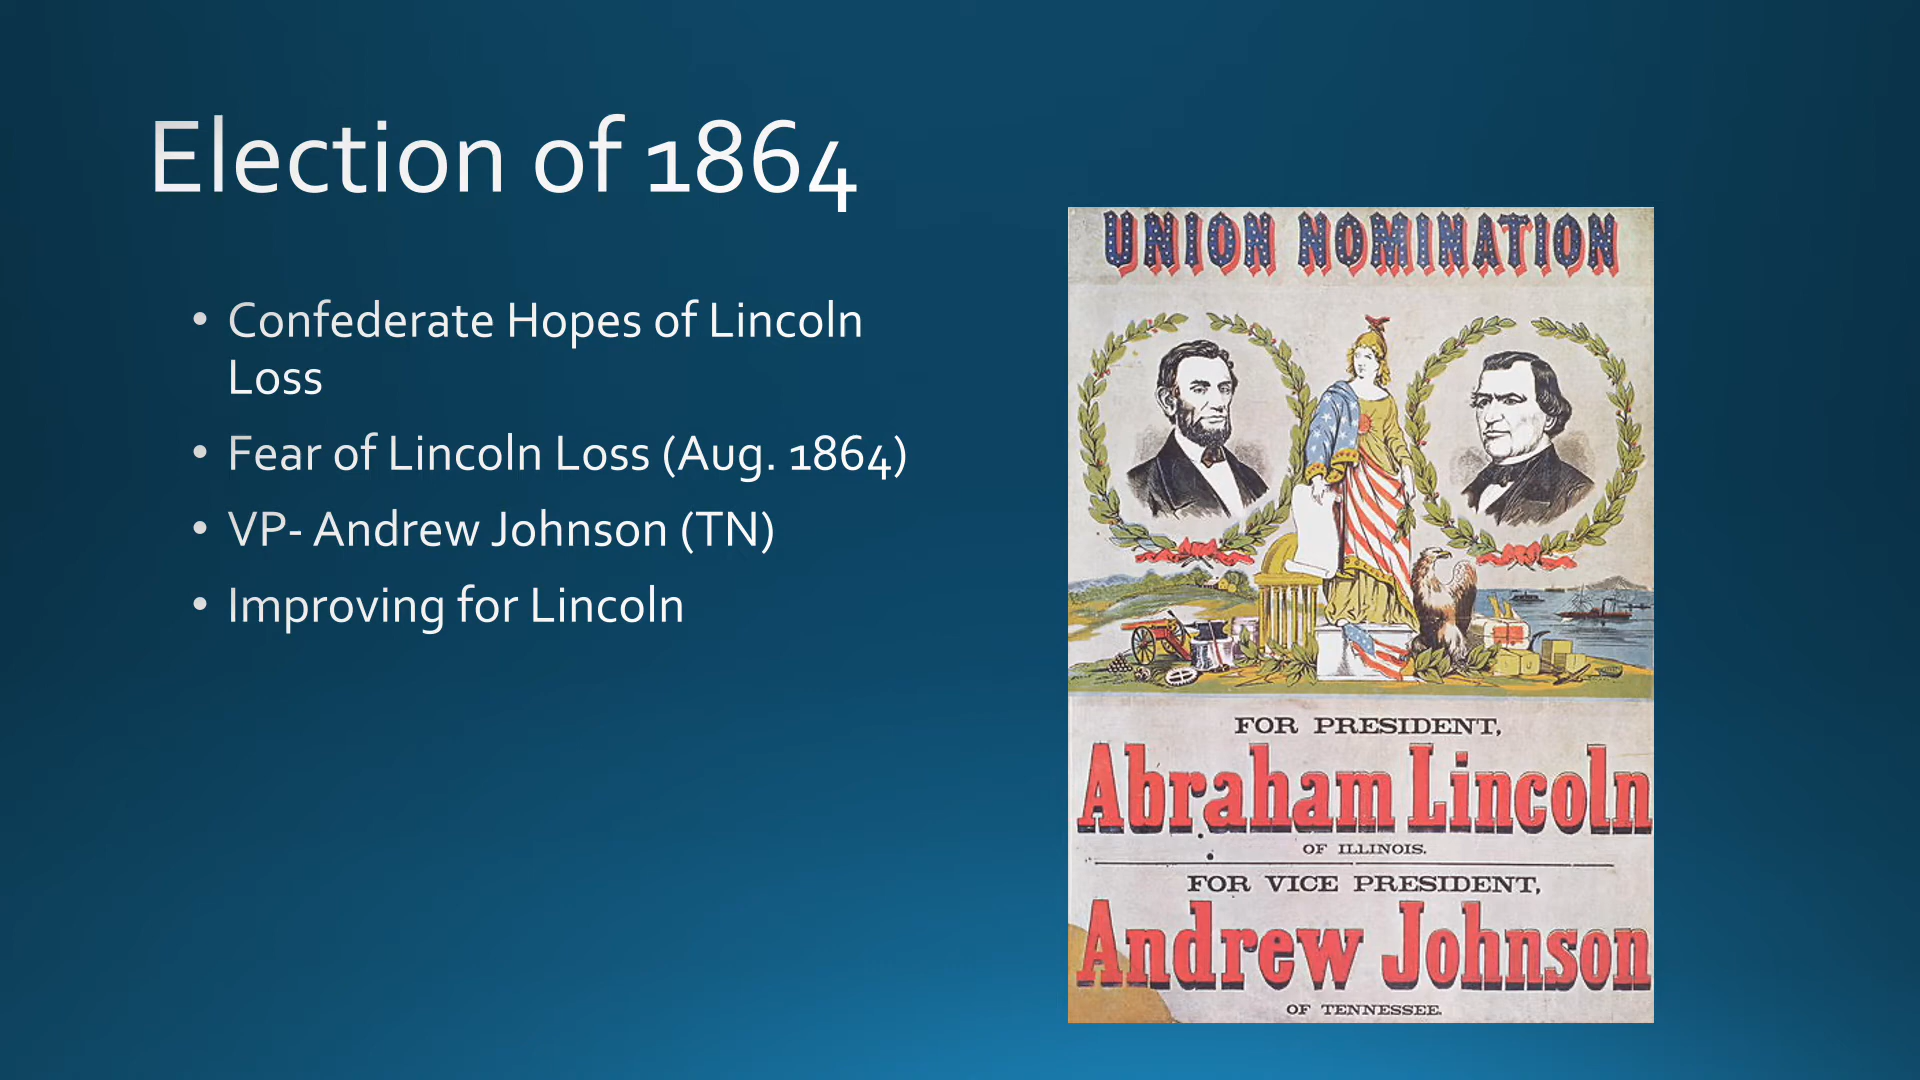 Election of 1864
• Confederate Hopes of Lincoln
Loss
• Fear of Lincoln Loss (Aug. 1864)
• VP- Andrew Johnson (TN)
• Improving for Lincoln
UNION NOMINATION
FOR PRESIDENT,
Abraham Lincoln
OF ILLINOIS.
FOR VICE PRESIDENT,
Andrew Johnson
OF TENNESSEE.